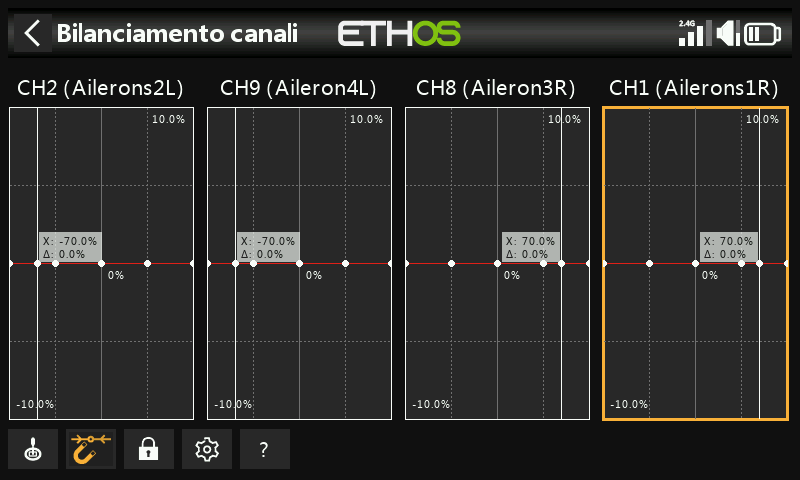 Bilanciamento canali
ETHOS
2.4G
CH2 (Ailerons2L)
CH9 (Aileron4L)
CH8 (Aileron3R)
CH1 (Ailerons1R)
10.0%
10.0%
10.0%
10.0%
X: -70.0%
Δ: 0.0%
X: -70.0%
Δ: 0.0%
X: 70.0%
Δ: 0.0%
X: 70.0%
Δ: 0.0%
0%
0%
0%
0%
-10.0%
-10.0%
-10.0%
-10.0%
?